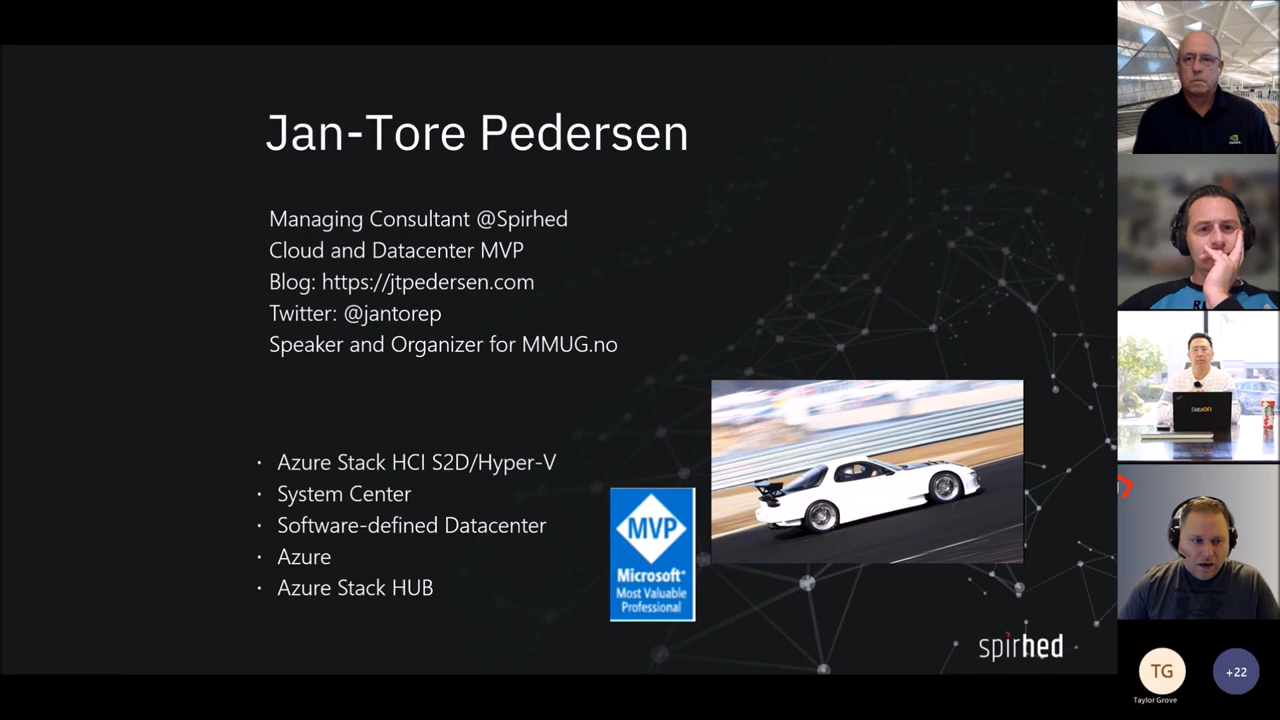 Jan-Tore Pedersen
Managing Consultant @Spirhed
Cloud and Datacenter MVP
Blog: https://jtpedersen.com
Twitter: @jantorep
Speaker and Organizer for MMUG.no
· Azure Stack HCI S2D/Hyper-V
· System Center
· Software-defined Datacenter
· Azure
· Azure Stack HUB
MVP
Microsoft®
Most Valuable
Professional
spirhed
DataON
TG
Taylor Grove
+22